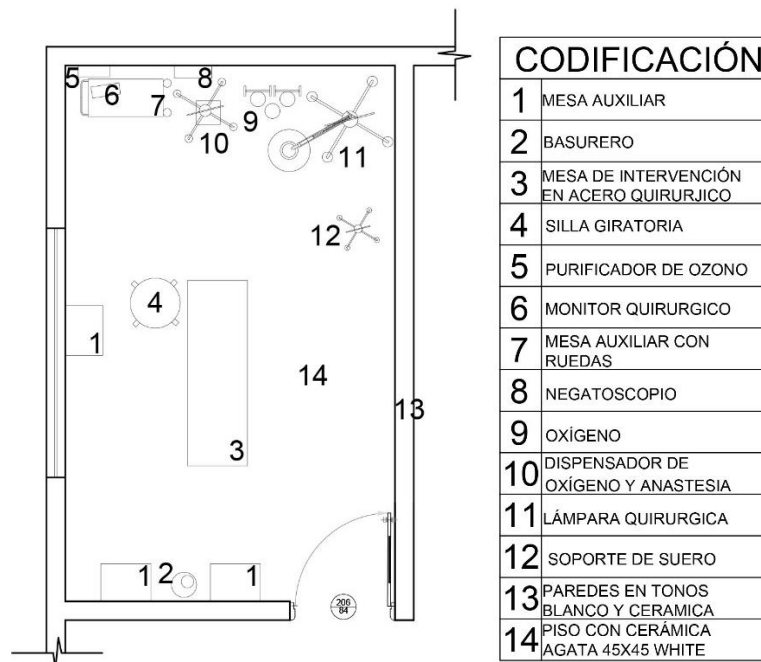 5
6
7
8
9
10
11
12
4
1
14
13
3
1
2
1
206
84
CODIFICACIÓN
1 MESA AUXILIAR
2 BASURERO
3 MESA DE INTERVENCIÓN
EN ACERO QUIRURJICO
4 SILLA GIRATORIA
5 PURIFICADOR DE OZONO
6 MONITOR QUIRURGICO
7 MESA AUXILIAR CON
RUEDAS
8 NEGATOSCOPIO
9 OXÍGENO
10 DISPENSADOR DE
OXÍGENO Y ANASTESIA
11 LÁMPARA QUIRURGICA
12 SOPORTE DE SUERO
13 PAREDES EN TONOS
BLANCO Y CERAMICA
14 PISO CON CERÁMICA
AGATA 45X45 WHITE